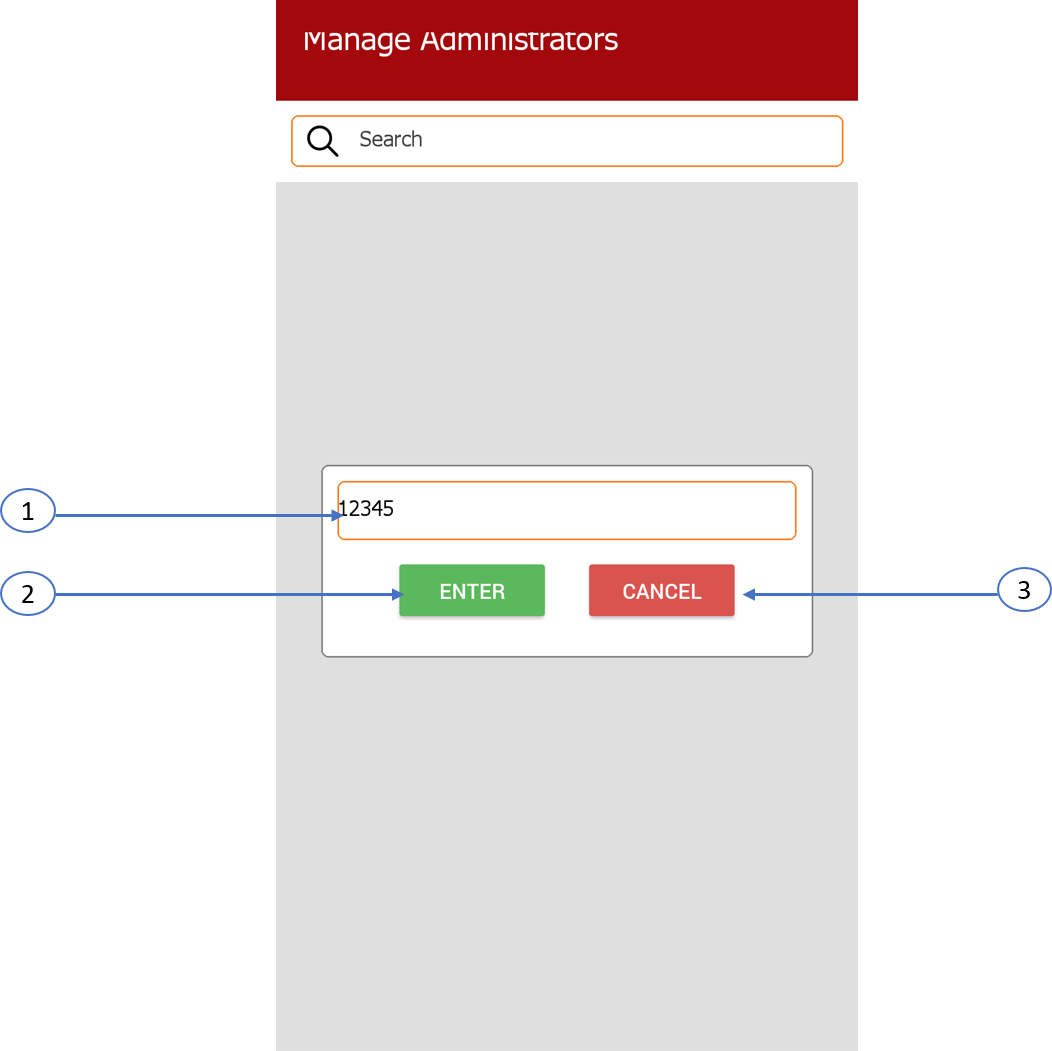 Manage Administrators
Search
1
12345
2
ENTER
CANCEL
3